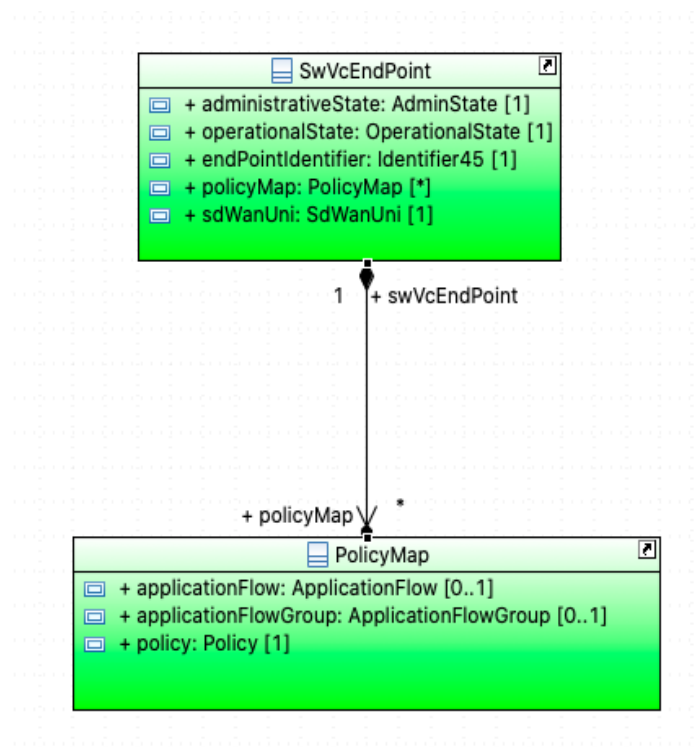 SwVcEndPoint
+ administrativeState: AdminState [1]
+ operationalState: OperationalState [1]
+ endPointIdentifier: Identifier45 [1]
+ policyMap: PolicyMap [*]
+ sdWanUni: SdWanUni [1]
1 + swVcEndPoint
+ policyMap *
PolicyMap
+ applicationFlow: ApplicationFlow [0..1]
+ applicationFlowGroup: ApplicationFlowGroup [0..1]
+ policy: Policy [1]